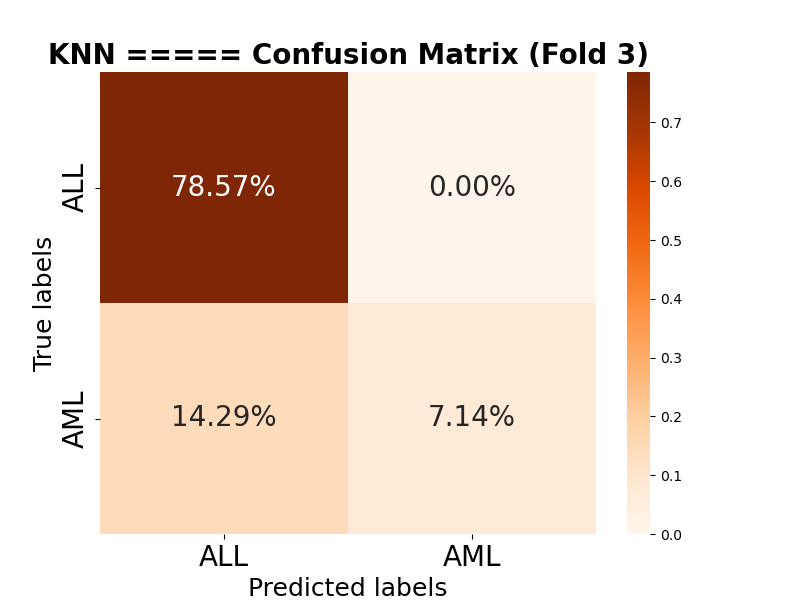 KNN ===== Confusion Matrix (Fold 3)
True labels
ALL
78.57%
0.00%
AML
14.29%
7.14%
ALL
AML
Predicted labels
0.7
0.6
0.5
0.4
0.3
0.2
0.1
0.0